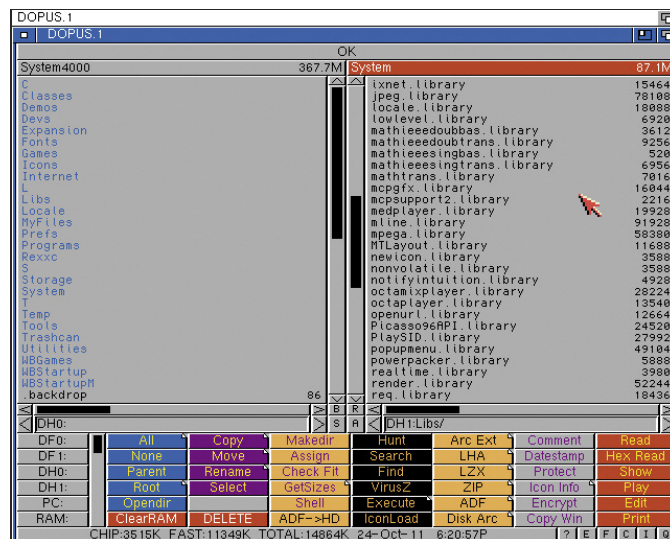 DOPUS.1
DOPUS.1
OK
System4000 367.7M
C
Classes
Demos
Devs
Expansion
Fonts
Games
Icons
Internet
L
Libs
Locale
MyFiles
Prefs
Programs
Rexxc
S
Storage
System
T
Temp
Tools
Trashcan
Utilities
WBGames
WBStartup
WBStartupM
.backdrop 86
System 87.1M
ixnet.library 15464
jpeg.library 78108
locale.library 18088
lowlevel.library 6920
mathieeedoubbas.library 3612
mathieeedoubtrans.library 9256
mathieeesingbas.library 520
mathieeesingtrans.library 6956
mathtrans.library 7016
mcpgfx.library 16044
mcpsupport2.library 2216
medplayer.library 19928
mline.library 91928
mpega.library 58380
MTLayout.library 11688
newicon.library 3588
nonvolatile.library 3588
notifyintuition.library 4928
octamixplayer.library 28224
octaplayer.library 13540
openurl.library 12664
Picasso96API.library 24520
PlaySID.library 27992
popupmenu.library 49104
powerpacker.library 5888
realtime.library 3980
render.library 52244
req.library 18436
B R
S A
DH0:
DH1:Libs/
DF0: All Copy Makedir Hunt Arc Ext Comment Read
DF1: None Move Assign Search LHA Datestamp Hex Read
DH0: Parent Rename Check Fit Find LZX Protect Show
DH1: Root Select GetSizes VirusZ ZIP Icon Info Play
PC: Opendir Shell Execute ADF Encrypt Edit
RAM: ClearRAM DELETE ADF->HD IconLoad Disk Arc Copy Win Print
CHIP:3515K FAST:11349K TOTAL:14864K 24-Oct-11 6:20:57P ? E F C I Q